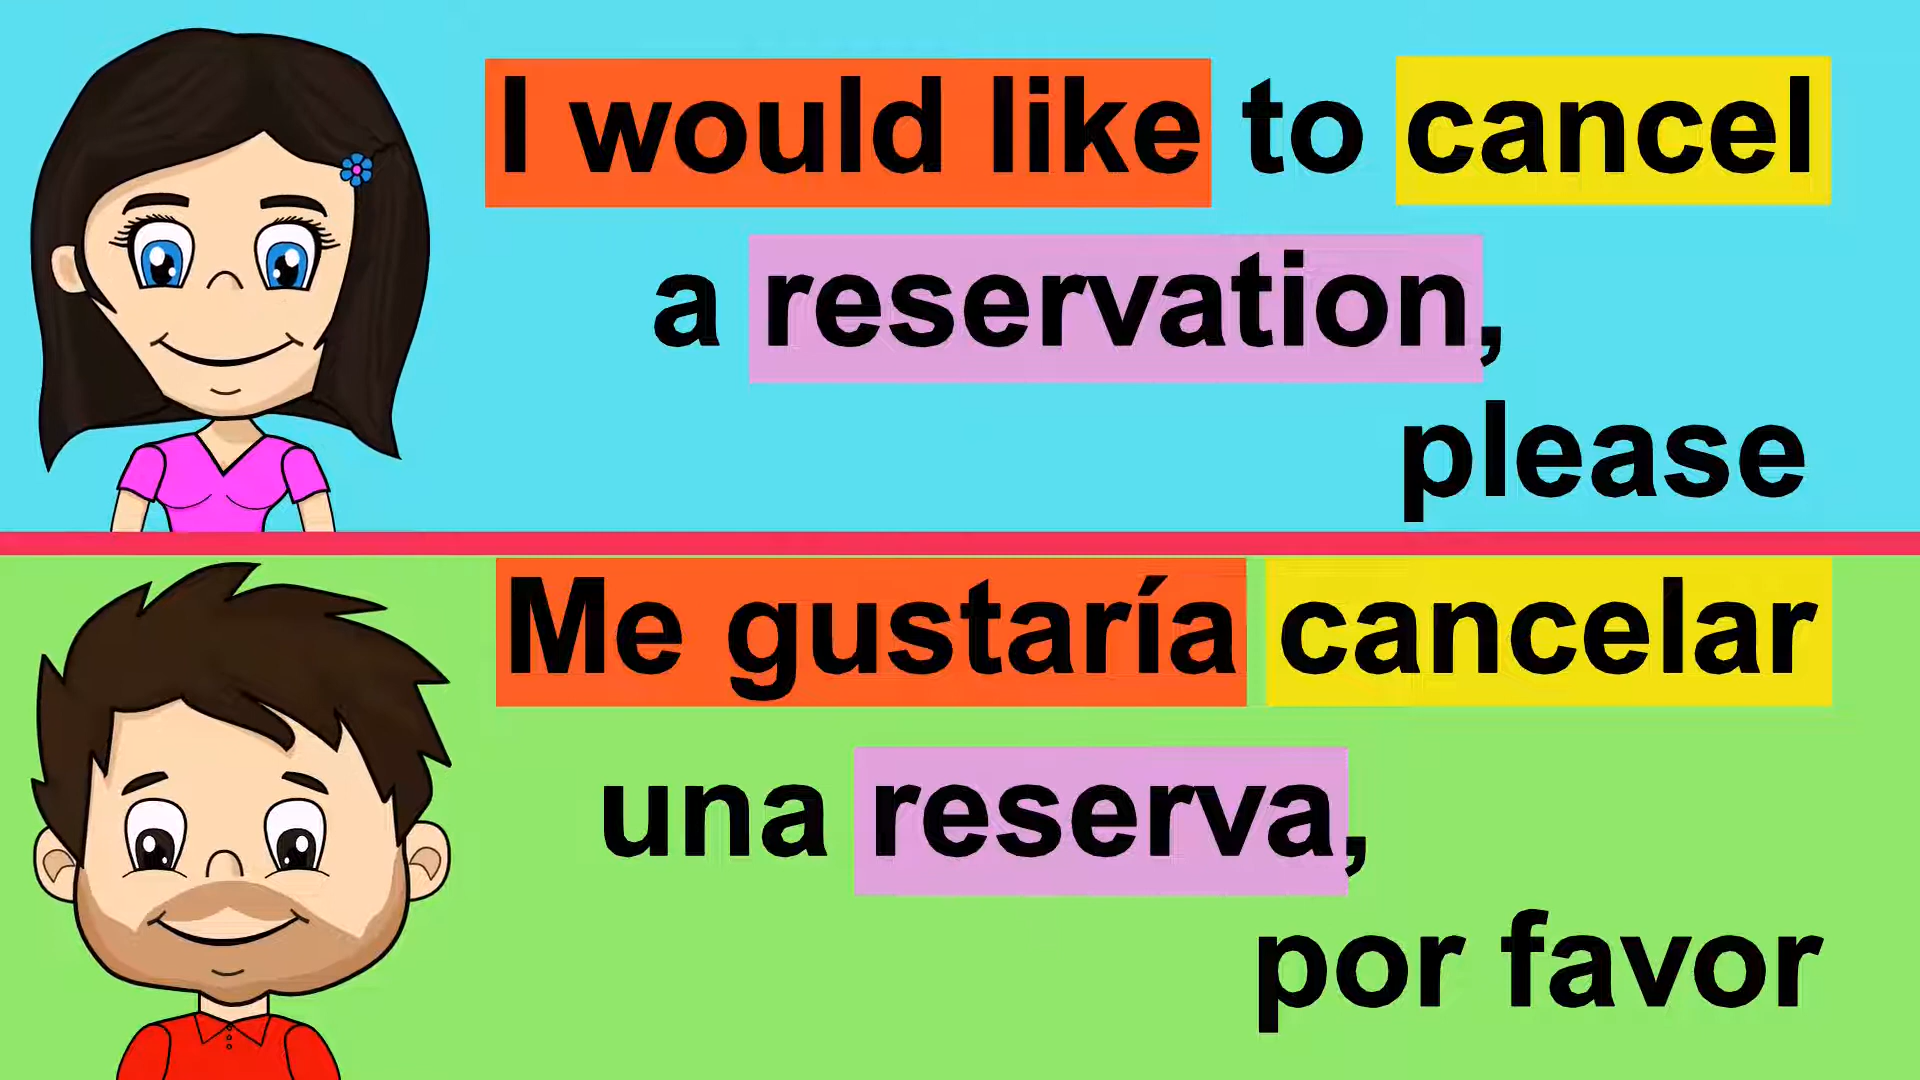 I would like to cancel
a reservation,
please
Me gustaría cancelar
una reserva,
por favor